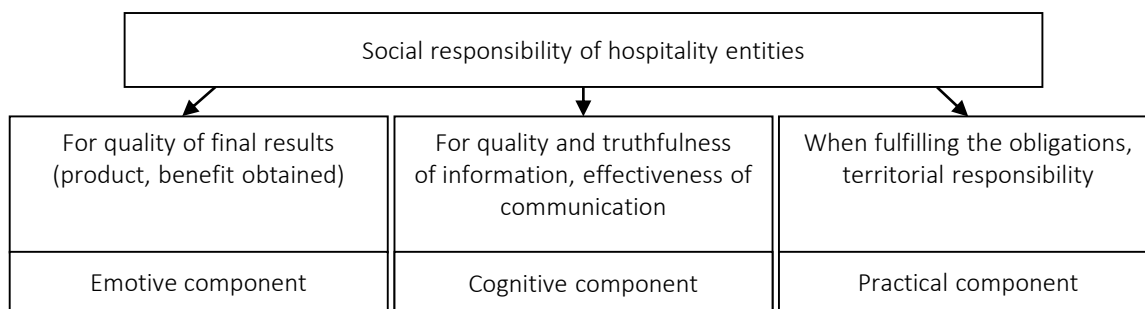 Social responsibility of hospitality entities
For quality of final results
(product, benefit obtained)
Emotive component
For quality and truthfulness
of information, effectiveness of
communication
Cognitive component
When fulfilling the obligations,
territorial responsibility
Practical component